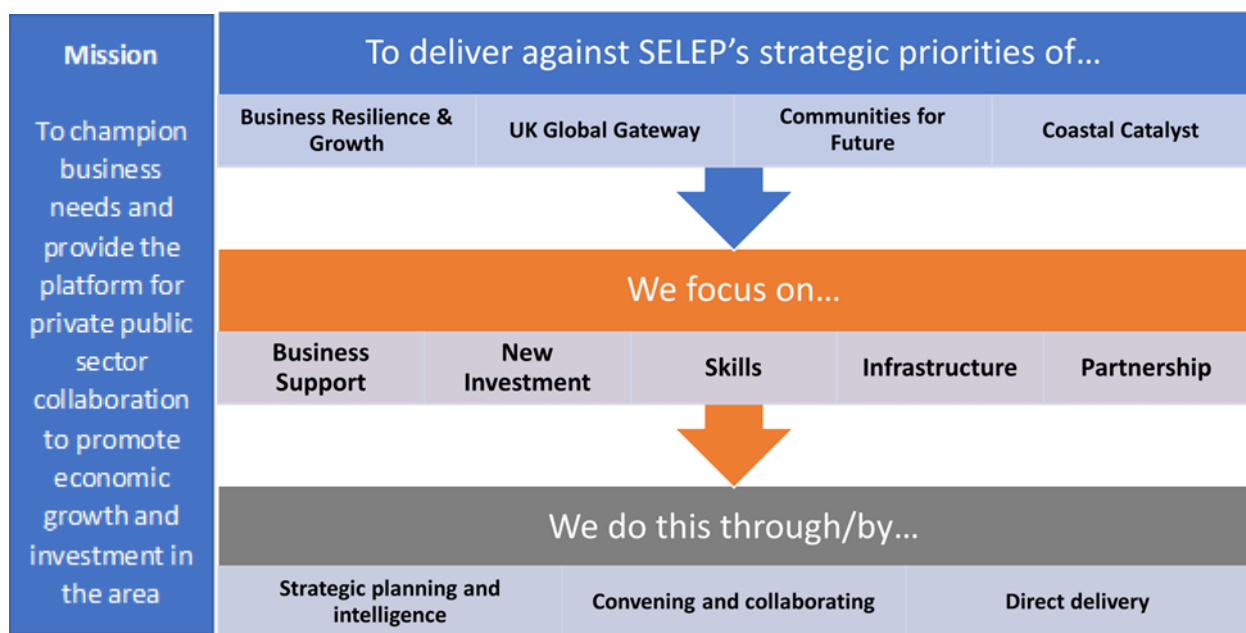 Mission
To champion
business
needs and
provide the
platform for
private public
sector
collaboration
to promote
economic
growth and
investment in
the area
To deliver against SELEP's strategic priorities of...
Business Resilience &
Growth
UK Global Gateway
Communities for
Future
Coastal Catalyst
We focus on...
Business
Support
New
Investment
Skills
Infrastructure
Partnership
We do this through/by...
Strategic planning and
intelligence
Convening and collaborating
Direct delivery